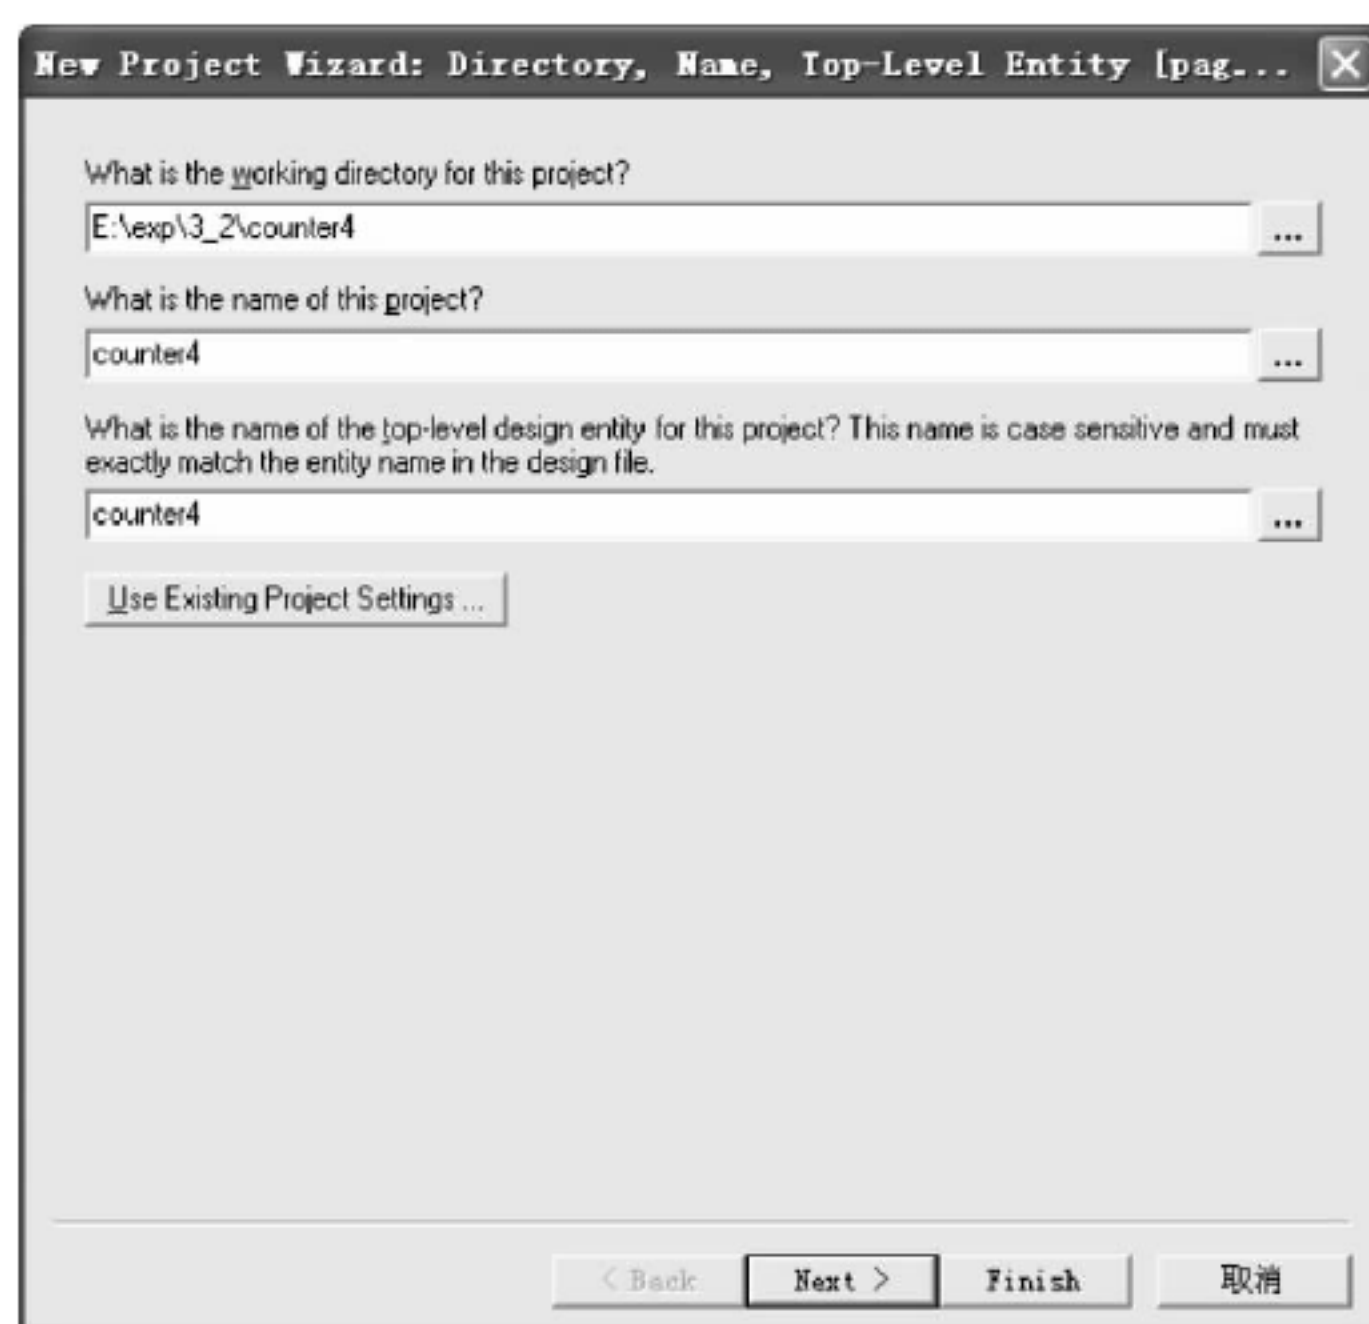 New Project Wizard: Directory, Name, Top-Level Entity [pag...
What is the working directory for this project?
E:\exp\3_2\counter4
...
What is the name of this project?
counter4
...
What is the name of the top-level design entity for this project? This name is case sensitive and must
exactly match the entity name in the design file.
counter4
...
Use Existing Project Settings ...
< Back
Next >
Finish
取消